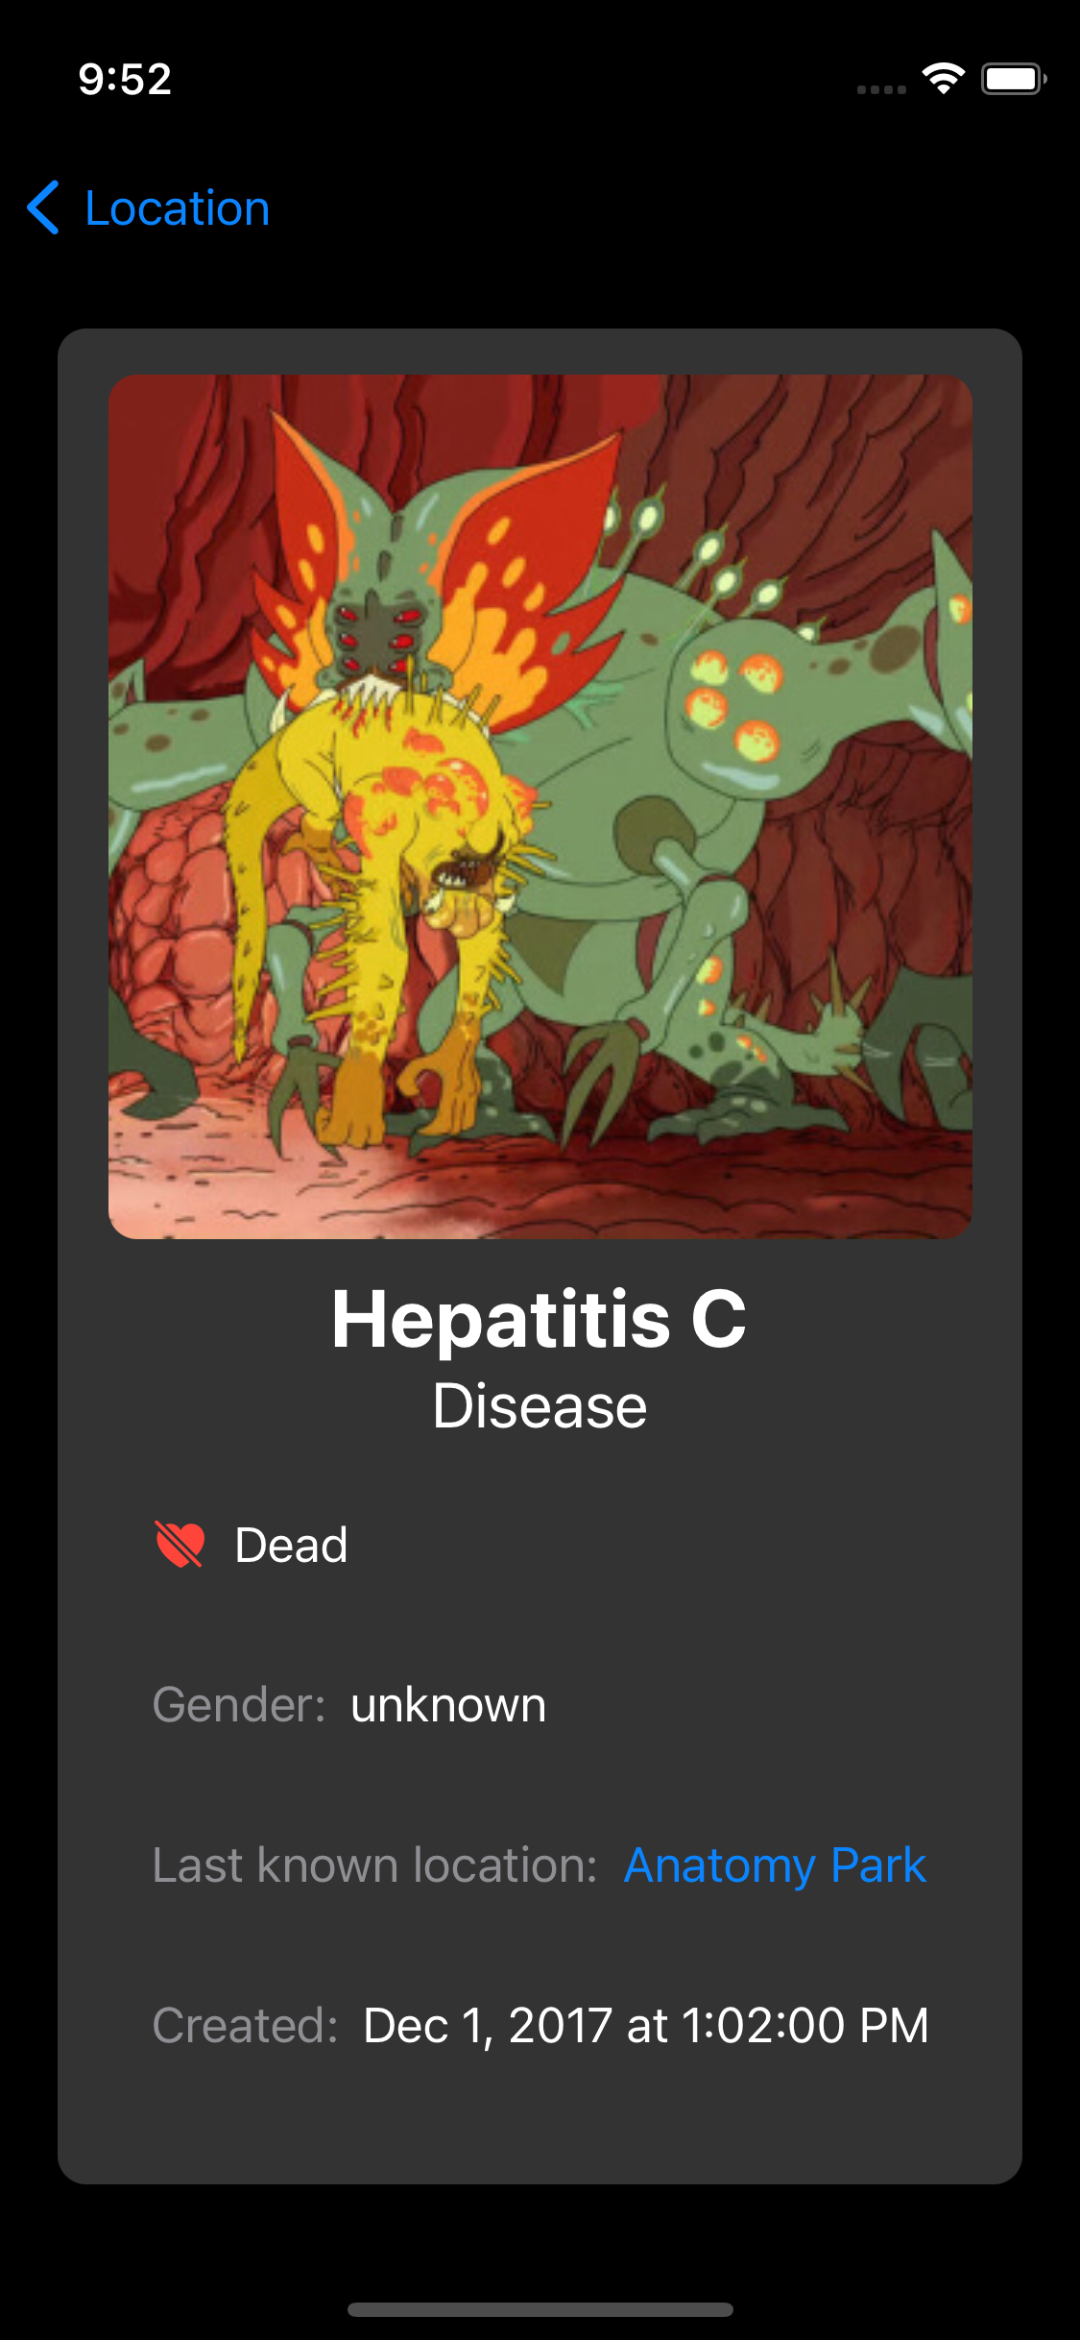 9:52
Location
Hepatitis C
Disease
Dead
Gender: unknown
Last known location: Anatomy Park
Created: Dec 1, 2017 at 1:02:00 PM